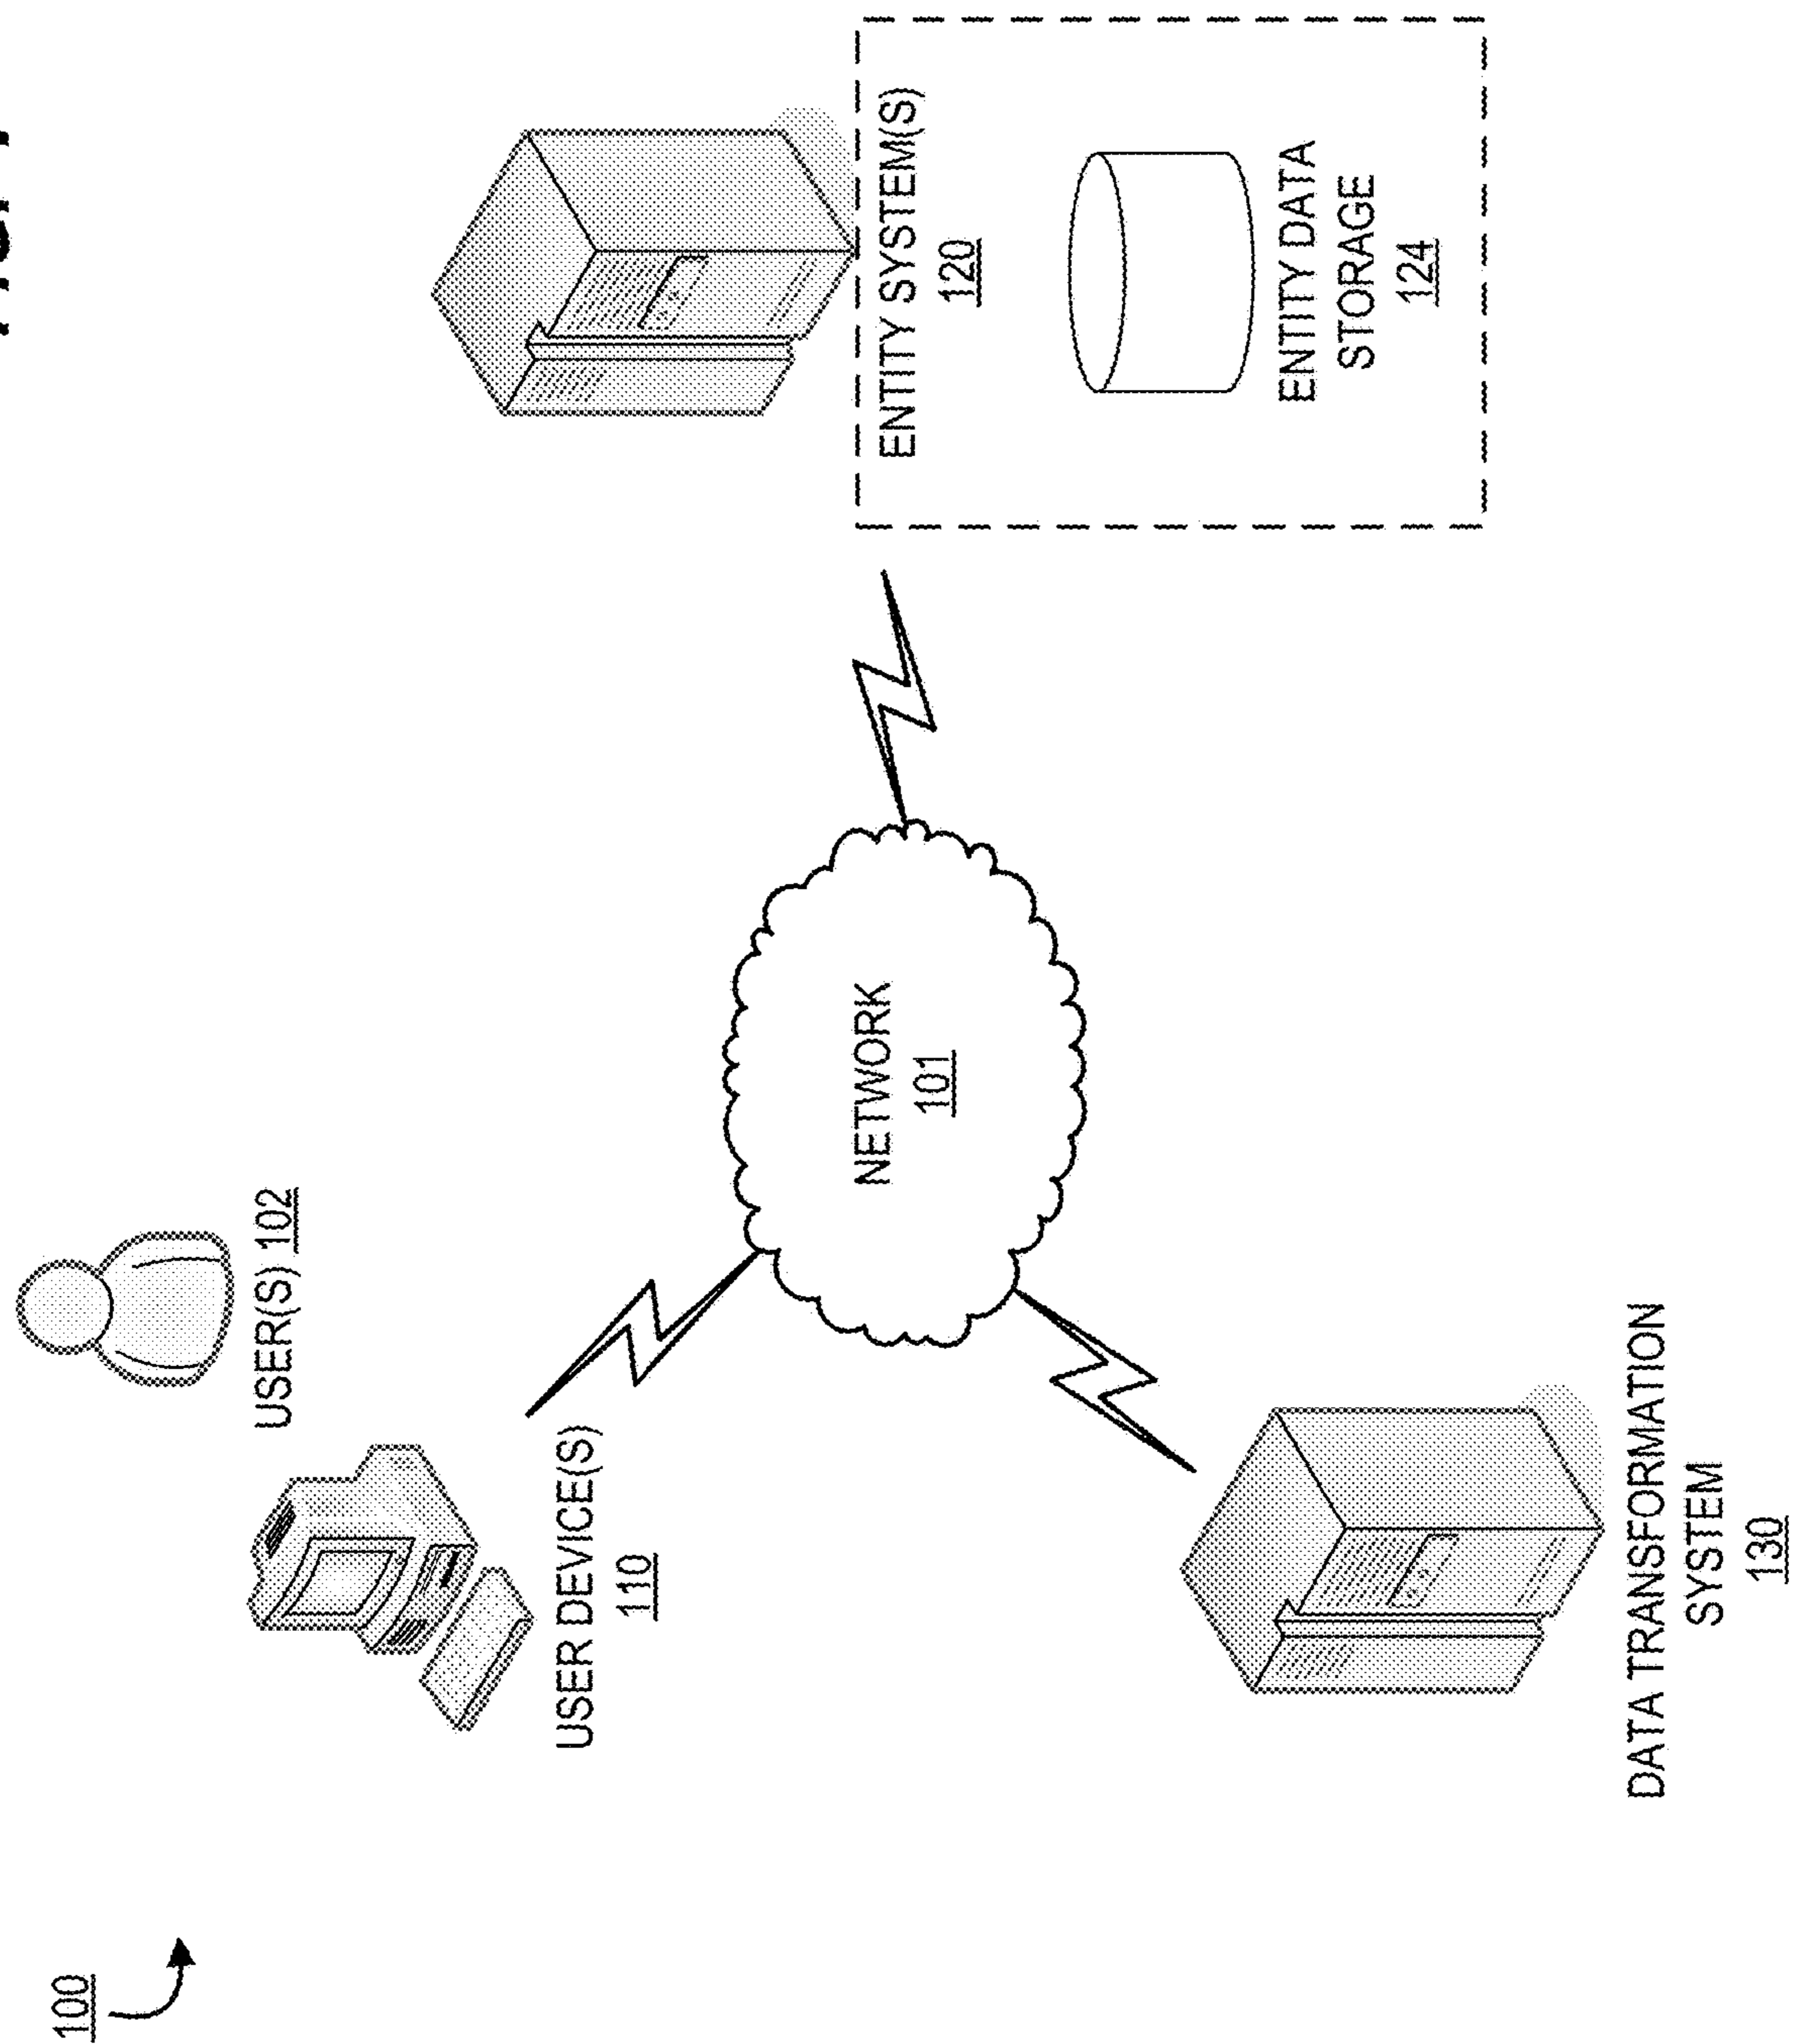 100
USER(S) 102
USER DEVICE(S)
110
NETWORK
101
ENTITY SYSTEM(S)
120
ENTITY DATA
STORAGE
124
DATA TRANSFORMATION
SYSTEM
130